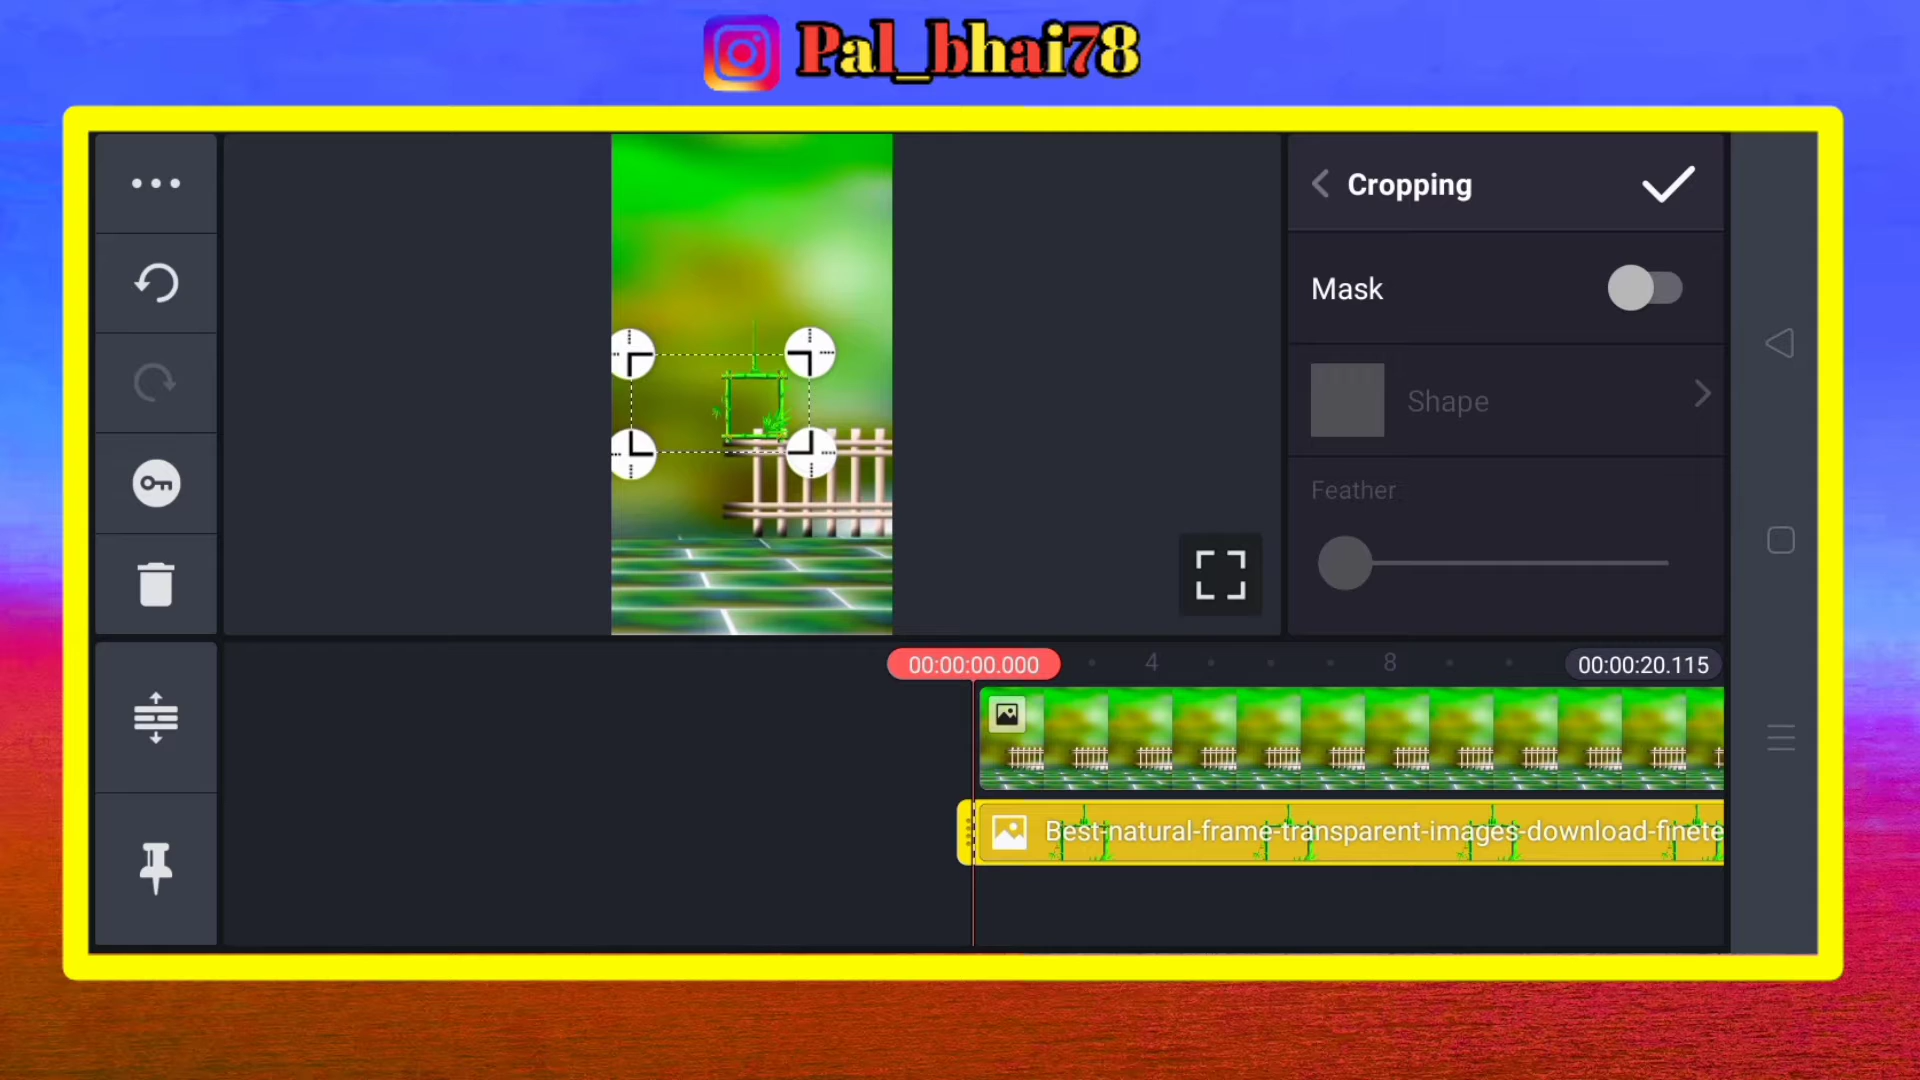 Pal_bhai78
Cropping
Mask
Shape
Feather
00:00:00.000
4
8
00:00:20.115
Best-natural-frame-transparent-images-download-finete